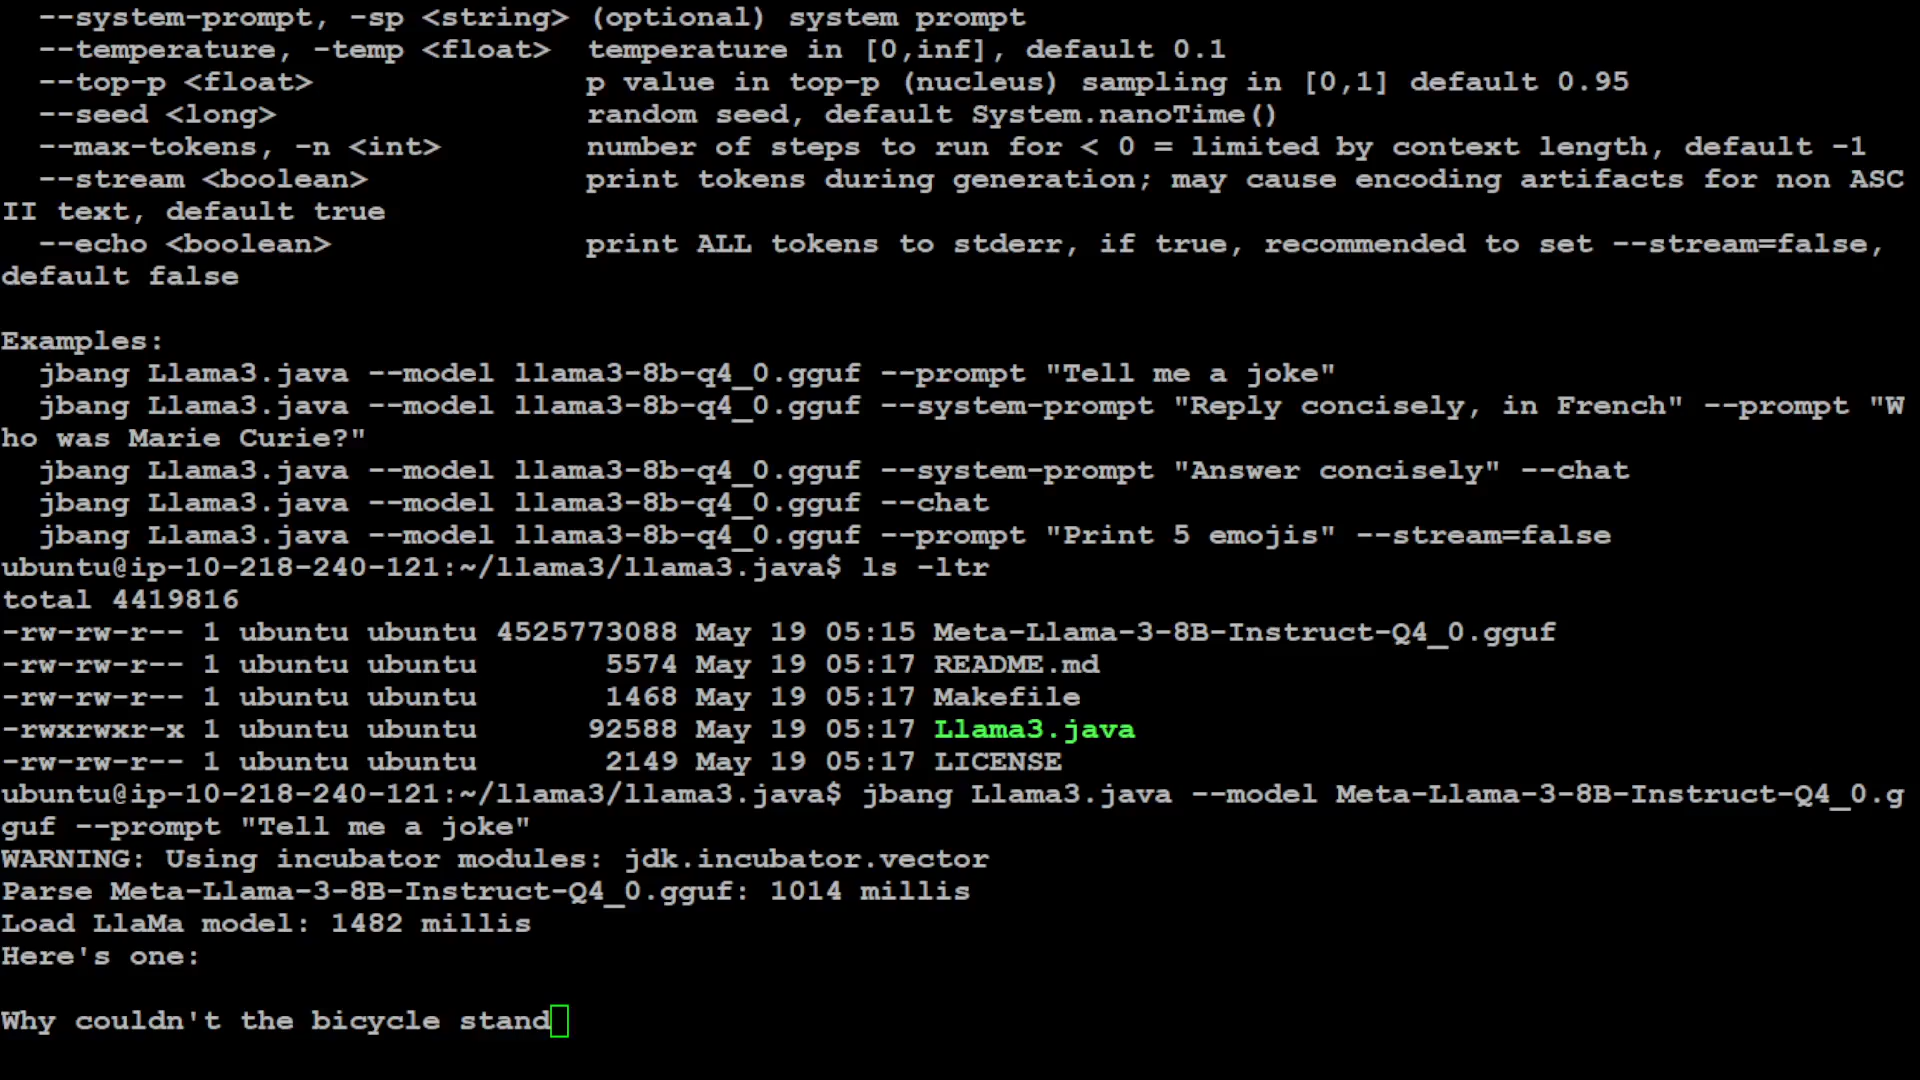 --system-prompt, -sp <string> (optional) system prompt
  --temperature, -temp <float>  temperature in [0,inf], default 0.1
  --top-p <float>               p value in top-p (nucleus) sampling in [0,1] default 0.95
  --seed <long>                 random seed, default System.nanoTime()
  --max-tokens, -n <int>        number of steps to run for < 0 = limited by context length, default -1
  --stream <boolean>            print tokens during generation; may cause encoding artifacts for non ASC
II text, default true
  --echo <boolean>              print ALL tokens to stderr, if true, recommended to set --stream=false,
default false

Examples:
  jbang Llama3.java --model llama3-8b-q4_0.gguf --prompt "Tell me a joke"
  jbang Llama3.java --model llama3-8b-q4_0.gguf --system-prompt "Reply concisely, in French" --prompt "W
ho was Marie Curie?"
  jbang Llama3.java --model llama3-8b-q4_0.gguf --system-prompt "Answer concisely" --chat
  jbang Llama3.java --model llama3-8b-q4_0.gguf --chat
  jbang Llama3.java --model llama3-8b-q4_0.gguf --prompt "Print 5 emojis" --stream=false
ubuntu@ip-10-218-240-121:~/llama3/llama3.java$ ls -ltr
total 4419816
-rw-rw-r-- 1 ubuntu ubuntu 4525773088 May 19 05:15 Meta-Llama-3-8B-Instruct-Q4_0.gguf
-rw-rw-r-- 1 ubuntu ubuntu       5574 May 19 05:17 README.md
-rw-rw-r-- 1 ubuntu ubuntu       1468 May 19 05:17 Makefile
-rwxrwxr-x 1 ubuntu ubuntu      92588 May 19 05:17 Llama3.java
-rw-rw-r-- 1 ubuntu ubuntu       2149 May 19 05:17 LICENSE
ubuntu@ip-10-218-240-121:~/llama3/llama3.java$ jbang Llama3.java --model Meta-Llama-3-8B-Instruct-Q4_0.g
guf --prompt "Tell me a joke"
WARNING: Using incubator modules: jdk.incubator.vector
Parse Meta-Llama-3-8B-Instruct-Q4_0.gguf: 1014 millis
Load LlaMa model: 1482 millis
Here's one:

Why couldn't the bicycle stand